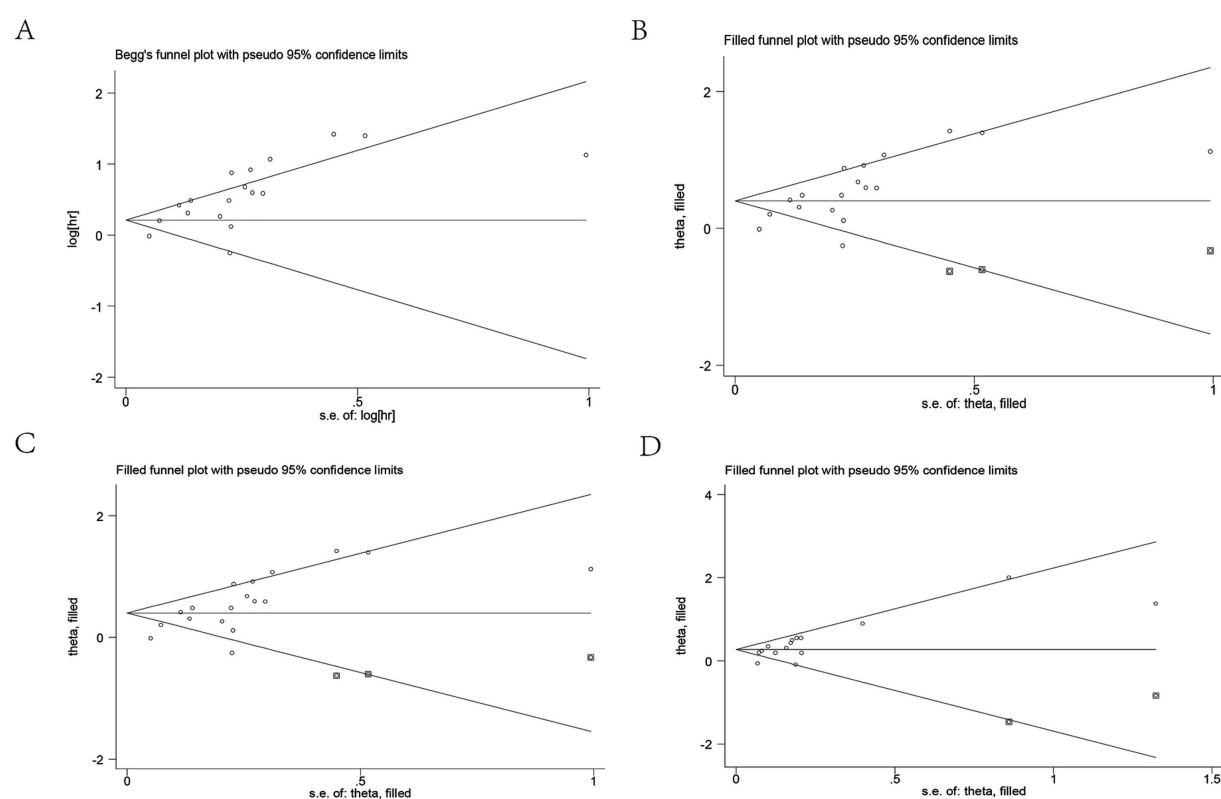 A
Begg's funnel plot with pseudo 95% confidence limits
2
1
0
-1
-2
log[hr]
0
.5
1
s.e. of: log[hr]
B
Filled funnel plot with pseudo 95% confidence limits
2
0
-2
theta, filled
0
.5
1
s.e. of: theta, filled
C
Filled funnel plot with pseudo 95% confidence limits
2
0
-2
theta, filled
0
.5
1
s.e. of: theta, filled
D
Filled funnel plot with pseudo 95% confidence limits
4
2
0
-2
theta, filled
0
.5
1
1.5
s.e. of: theta, filled